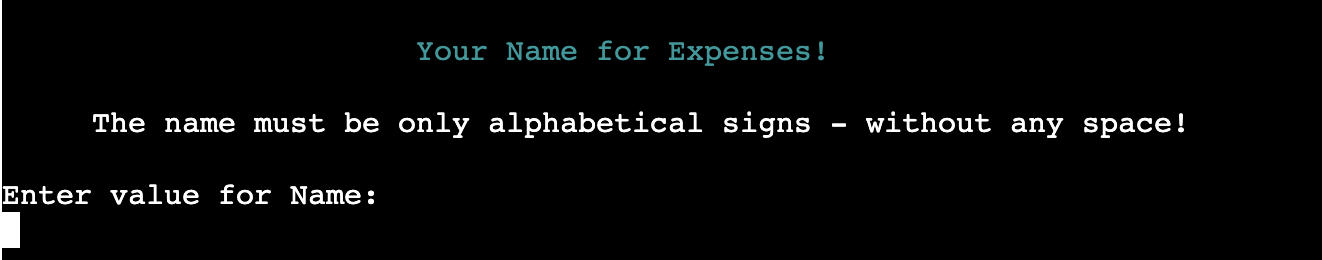 Your Name for Expenses!
The name must be only alphabetical signs - without any space!
Enter value for Name: